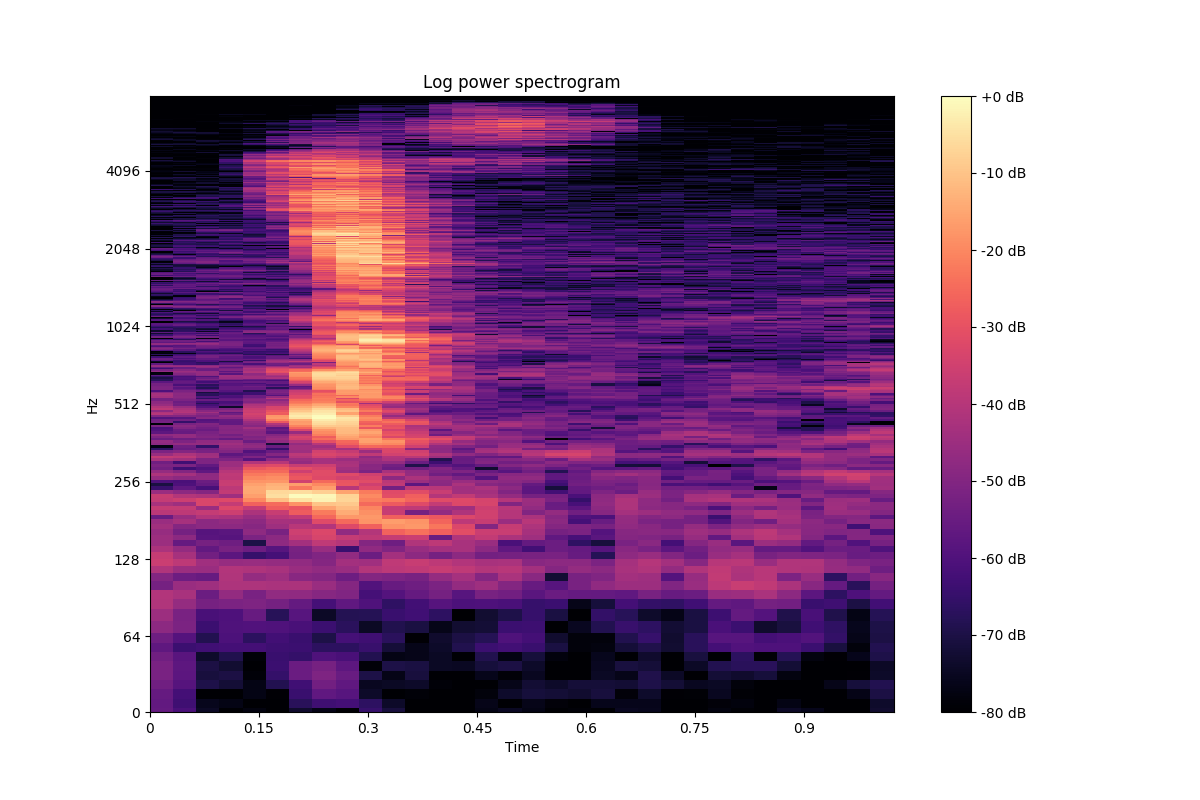 Log power spectrogram
+0 dB
4096
-10 dB
2048
-20 dB
1024
-30 dB
Hz
512
-40 dB
256
-50 dB
128
-60 dB
64
-70 dB
0
-80 dB
0 0.15 0.3 0.45 0.6 0.75 0.9
Time